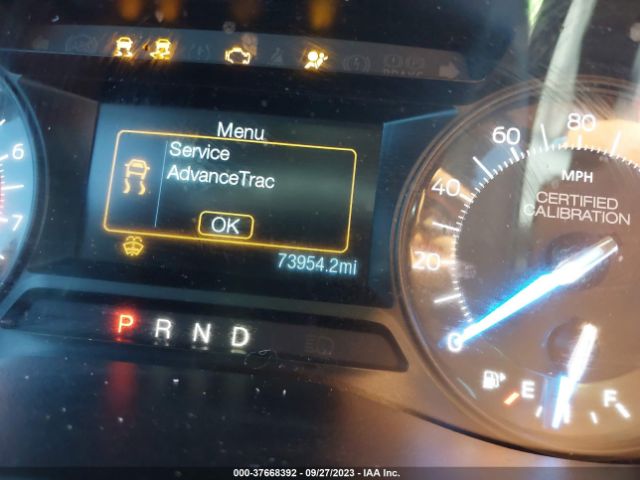 BRAKE
Menu
Service
AdvanceTrac
OK
73954.2mi
P R N D
6
7
0
20
40
60
80
MPH
CERTIFIED
CALIBRATION
E
F
000-37668392 - 09/27/2023 - IAA Inc.